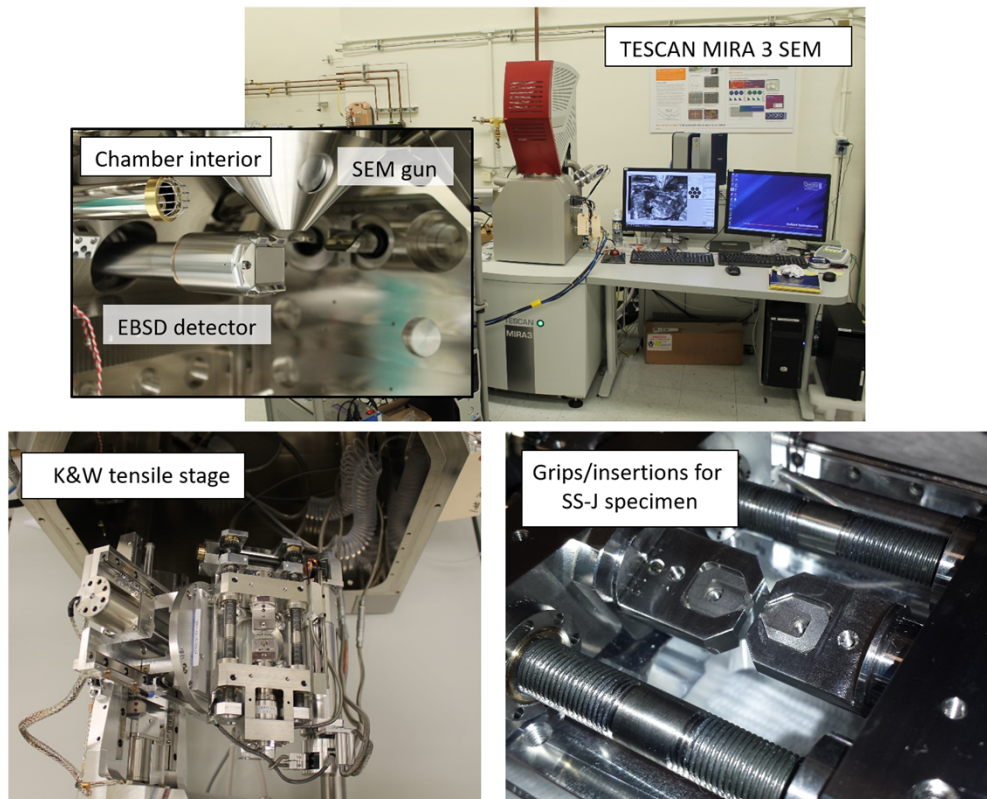 TESCAN MIRA 3 SEM
Chamber interior
SEM gun
EBSD detector
TESCAN
MIRA3
K&W tensile stage
Grips/insertions for
SS-J specimen